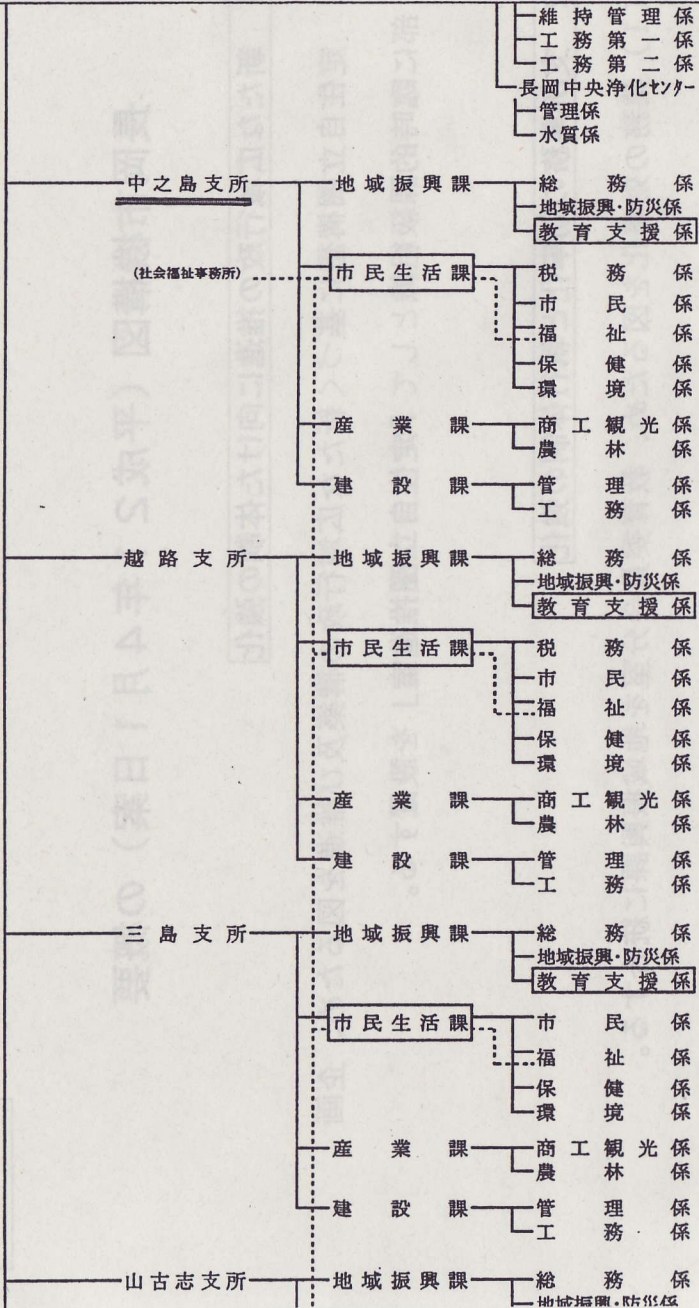 維持管理係
工務第一係
工務第二係
長岡中央浄化センター
管理係
水質係
中之島支所 地域振興課 総務係
地域振興・防災係
教育支援係
(社会福祉事務所) 市民生活課 税務係
市民係
福祉係
保健係
環境係
産業課 商工観光係
農林係
建設課 管理係
工務係
越路支所 地域振興課 総務係
地域振興・防災係
教育支援係
市民生活課 税務係
市民係
福祉係
保健係
環境係
産業課 商工観光係
農林係
建設課 管理係
工務係
三島支所 地域振興課 総務係
地域振興・防災係
教育支援係
市民生活課 市民係
福祉係
保健係
環境係
産業課 商工観光係
農林係
建設課 管理係
工務係
山古志支所 地域振興課 総務係
地域振興・防災係